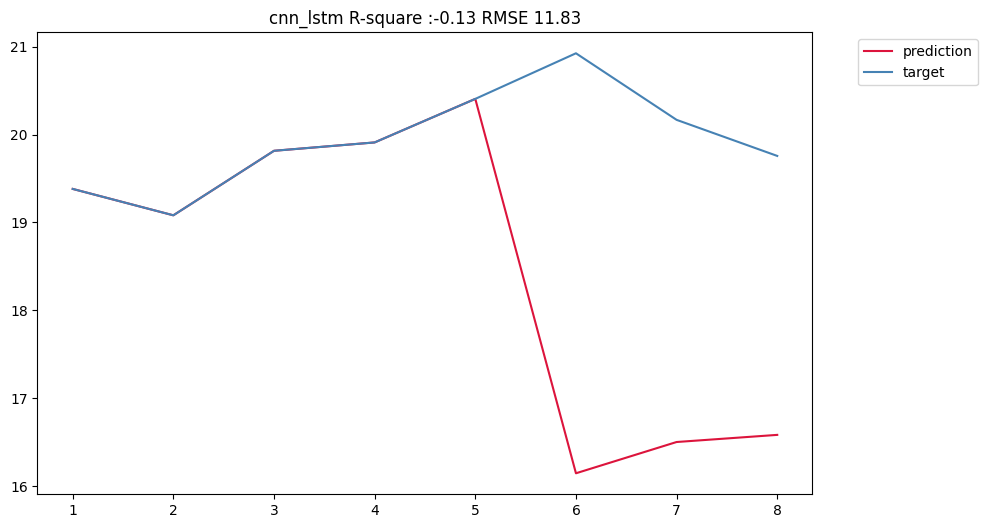 cnn_lstm R-square :-0.13 RMSE 11.83
prediction
target
21
20
19
18
17
16
1 2 3 4 5 6 7 8